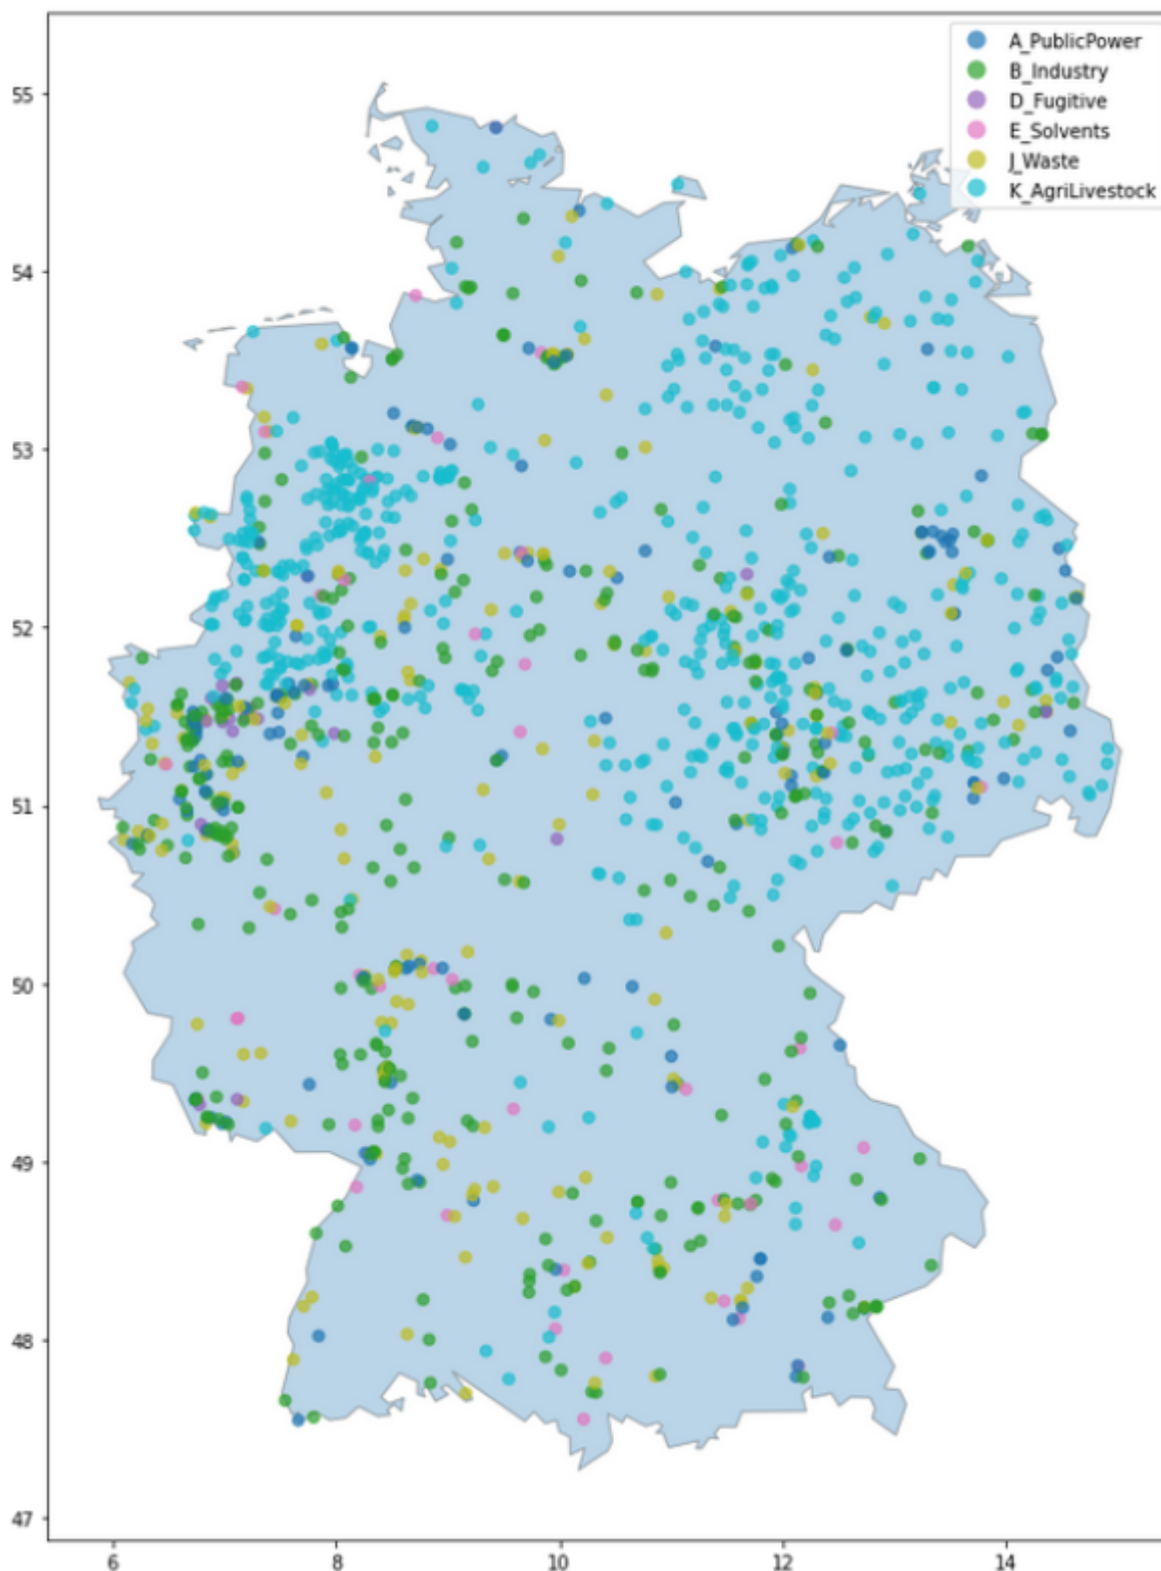 A_PublicPower
B_Industry
D_Fugitive
E_Solvents
J_Waste
K_AgriLivestock
55
54
53
52
51
50
49
48
47
6 8 10 12 14